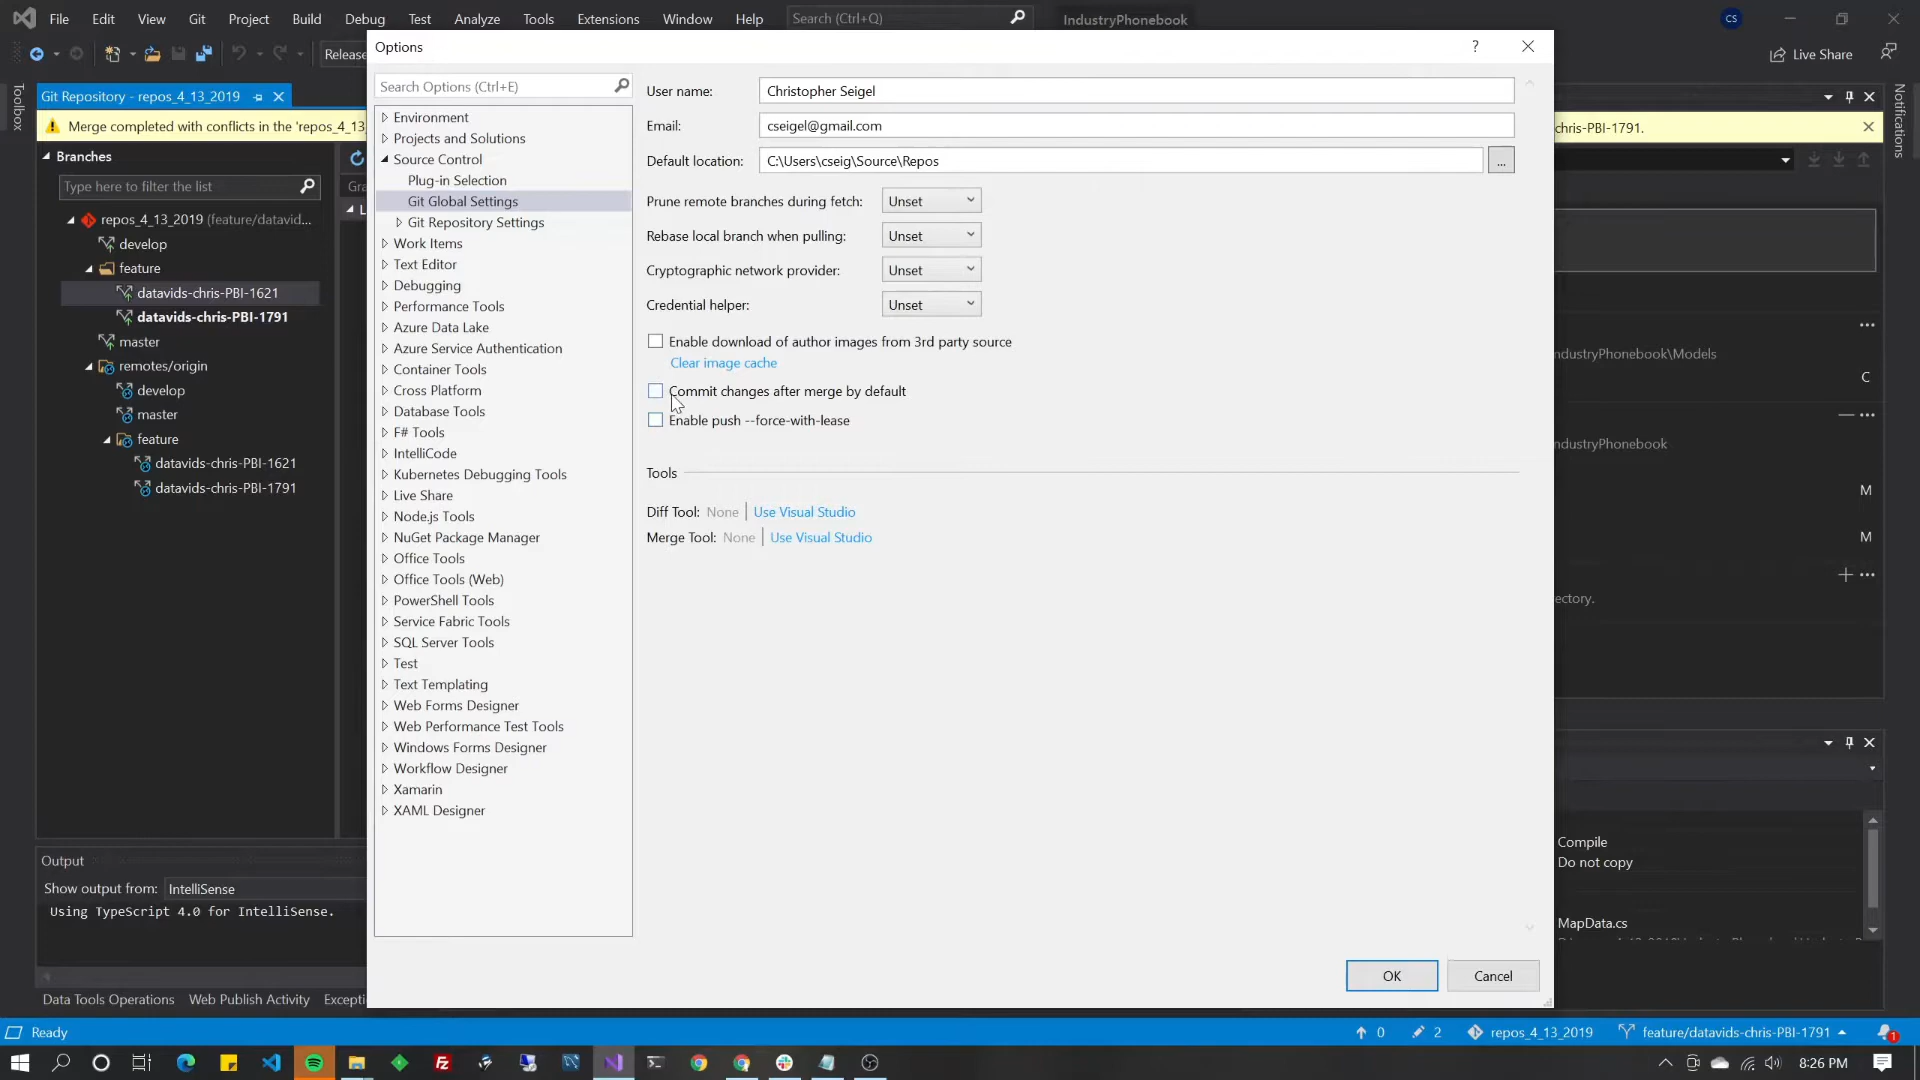 File Edit View Git Project Build Debug Test Analyze Tools Extensions Window Help Search (Ctrl+Q) IndustryPhonebook CS
Release Live Share
Options ?
Toolbox
Notifications
Git Repository - repos_4_13_2019
Merge completed with conflicts in the 'repos_4_13 chris-PBI-1791.
Branches
Type here to filter the list
repos_4_13_2019 (feature/datavid...
develop
feature
datavids-chris-PBI-1621
datavids-chris-PBI-1791
master
remotes/origin
develop
master
feature
datavids-chris-PBI-1621
datavids-chris-PBI-1791
Gra
L
Search Options (Ctrl+E)
Environment
Projects and Solutions
Source Control
Plug-in Selection
Git Global Settings
Git Repository Settings
Work Items
Text Editor
Debugging
Performance Tools
Azure Data Lake
Azure Service Authentication
Container Tools
Cross Platform
Database Tools
F# Tools
IntelliCode
Kubernetes Debugging Tools
Live Share
Node.js Tools
NuGet Package Manager
Office Tools
Office Tools (Web)
PowerShell Tools
Service Fabric Tools
SQL Server Tools
Test
Text Templating
Web Forms Designer
Web Performance Test Tools
Windows Forms Designer
Workflow Designer
Xamarin
XAML Designer
User name: Christopher Seigel
Email: cseigel@gmail.com
Default location: C:\Users\cseig\Source\Repos ...
Prune remote branches during fetch: Unset
Rebase local branch when pulling: Unset
Cryptographic network provider: Unset
Credential helper: Unset
Enable download of author images from 3rd party source
Clear image cache
Commit changes after merge by default
Enable push --force-with-lease
Tools
Diff Tool: None Use Visual Studio
Merge Tool: None Use Visual Studio
OK Cancel
ndustryPhonebook\Models
C
ndustryPhonebook
M
M
ectory.
Compile
Do not copy
MapData.cs
Output
Show output from: IntelliSense
Using TypeScript 4.0 for IntelliSense.
Data Tools Operations Web Publish Activity Excepti
Ready 0 2 repos_4_13_2019 feature/datavids-chris-PBI-1791 1
8:26 PM